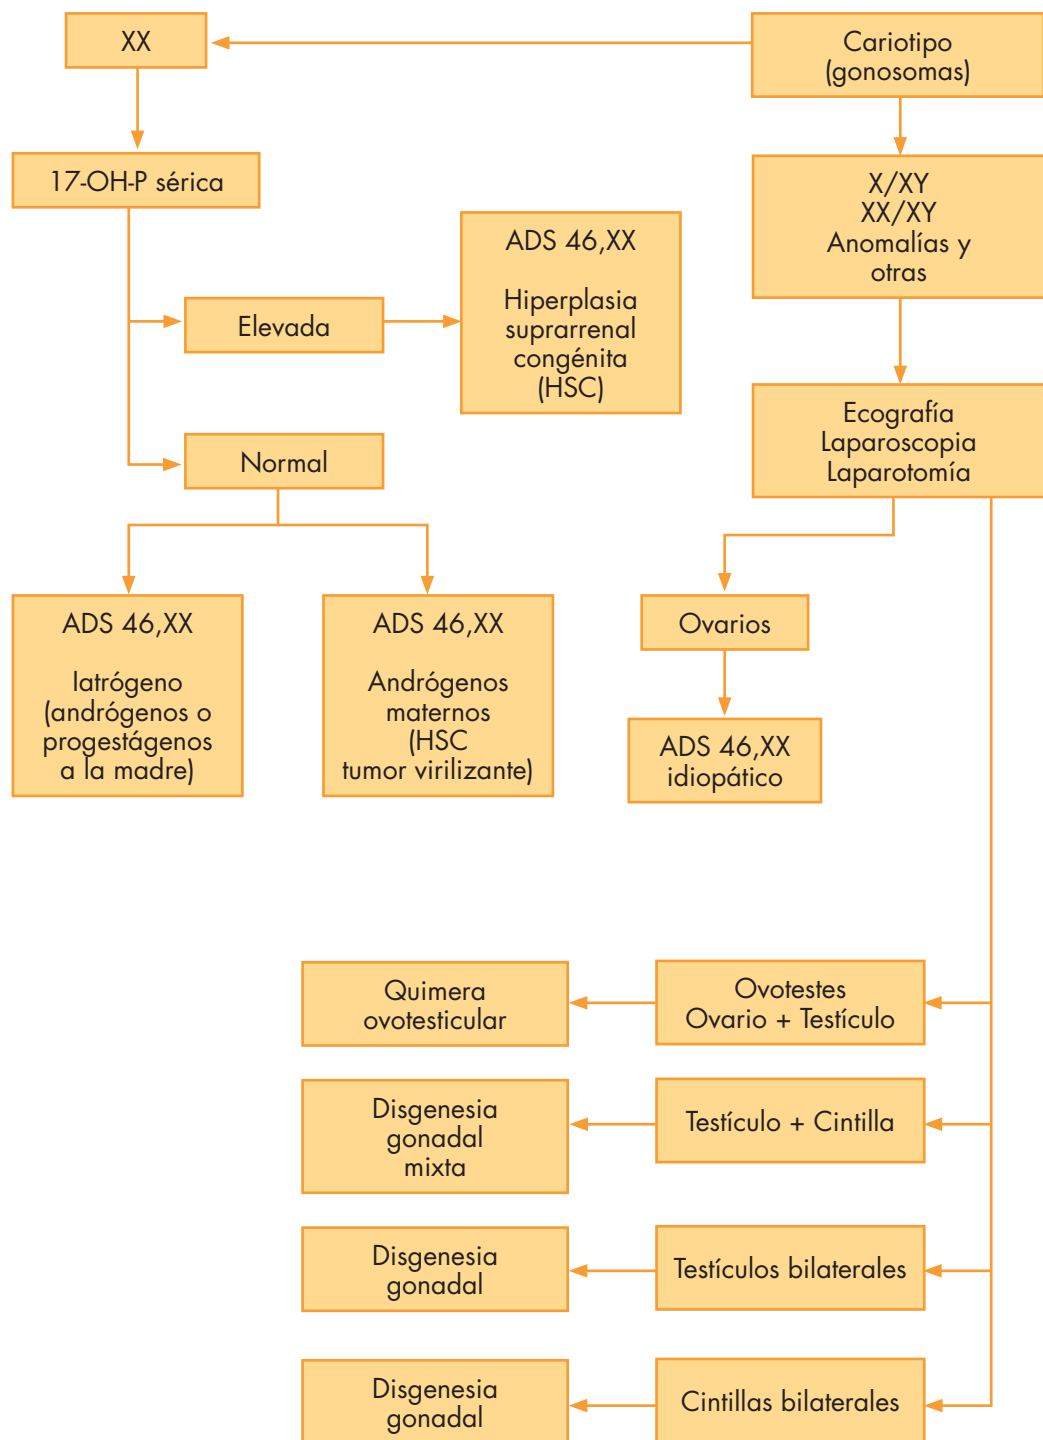 XX
Cariotipo
(gonosomas)
17-OH-P sérica
X/XY
XX/XY
Anomalías y
otras
ADS 46,XX
Hiperplasia
suprarrenal
congénita
(HSC)
Elevada
Normal
Ecografía
Laparoscopia
Laparotomía
ADS 46,XX
Iatrógeno
(andrógenos o
progestágenos
a la madre)
ADS 46,XX
Andrógenos
maternos
(HSC
tumor virilizante)
Ovarios
ADS 46,XX
idiopático
Quimera
ovotesticular
Ovotestes
Ovario + Testículo
Disgenesia
gonadal
mixta
Testículo + Cintilla
Disgenesia
gonadal
Testículos bilaterales
Disgenesia
gonadal
Cintillas bilaterales